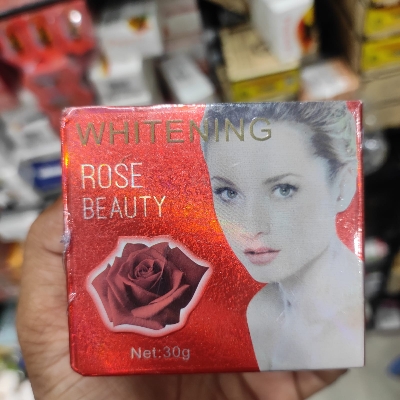 WHITENING
ROSE
BEAUTY
Net:30g